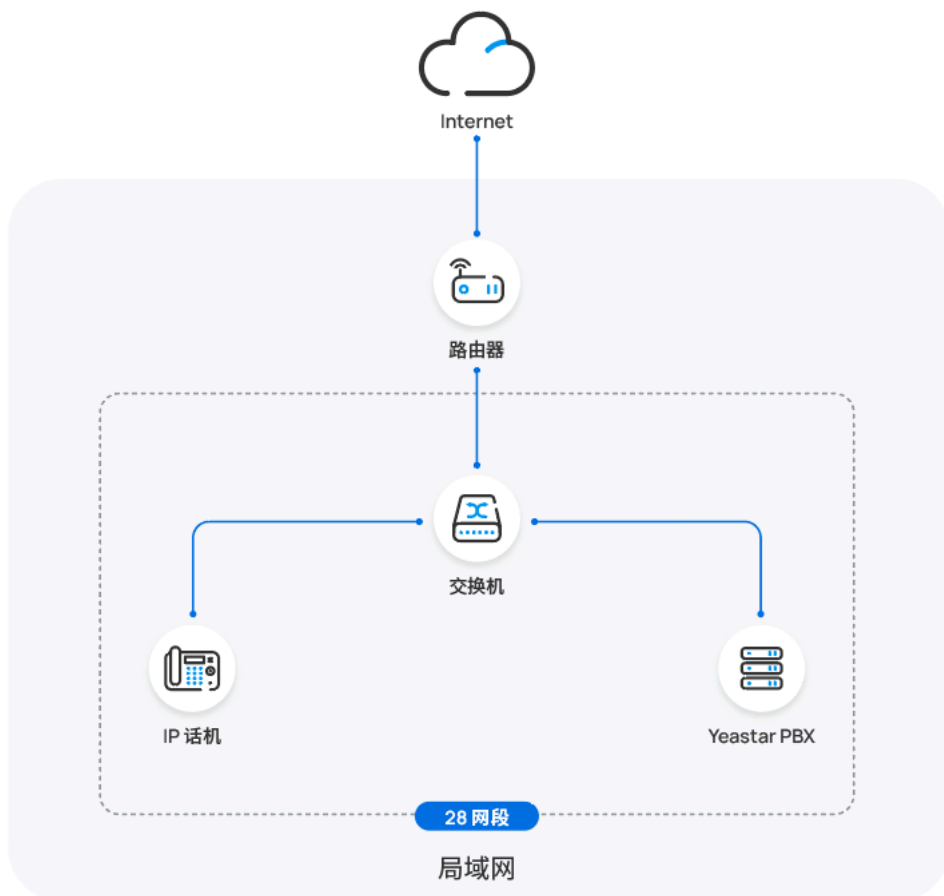 Internet
路由器
交换机
IP 话机
Yeastar PBX
28 网段
局域网